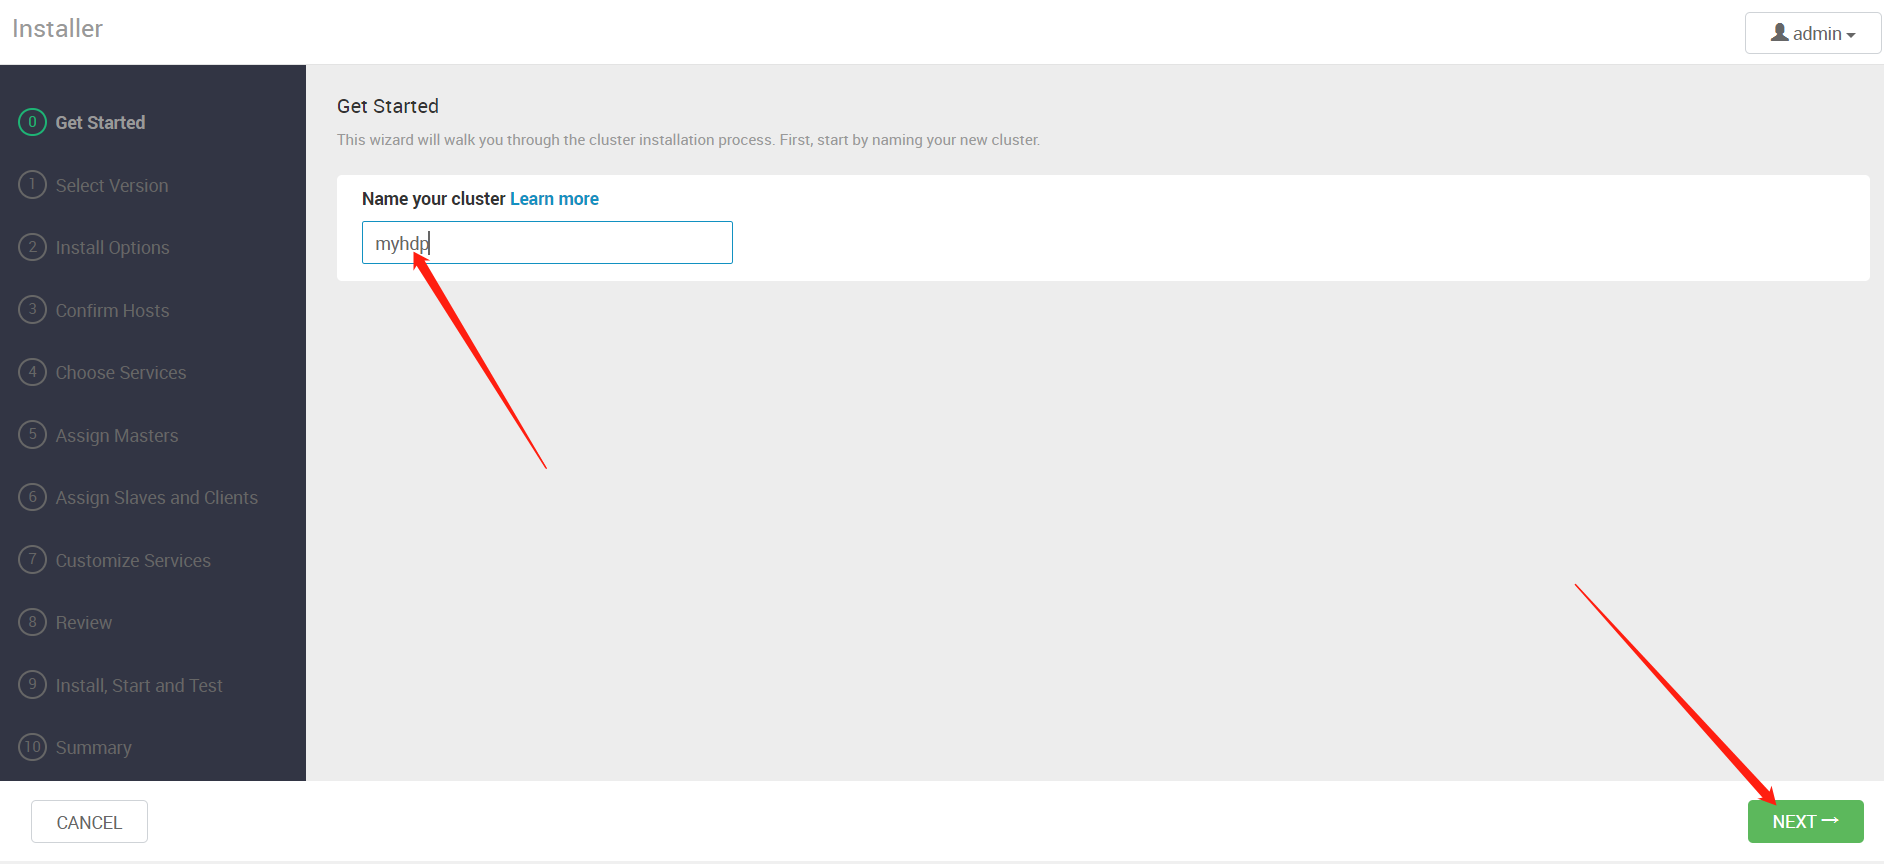 Installer
admin
0 Get Started
1 Select Version
2 Install Options
3 Confirm Hosts
4 Choose Services
5 Assign Masters
6 Assign Slaves and Clients
7 Customize Services
8 Review
9 Install, Start and Test
10 Summary
Get Started
This wizard will walk you through the cluster installation process. First, start by naming your new cluster.
Name your cluster Learn more
myhdp
CANCEL
NEXT →